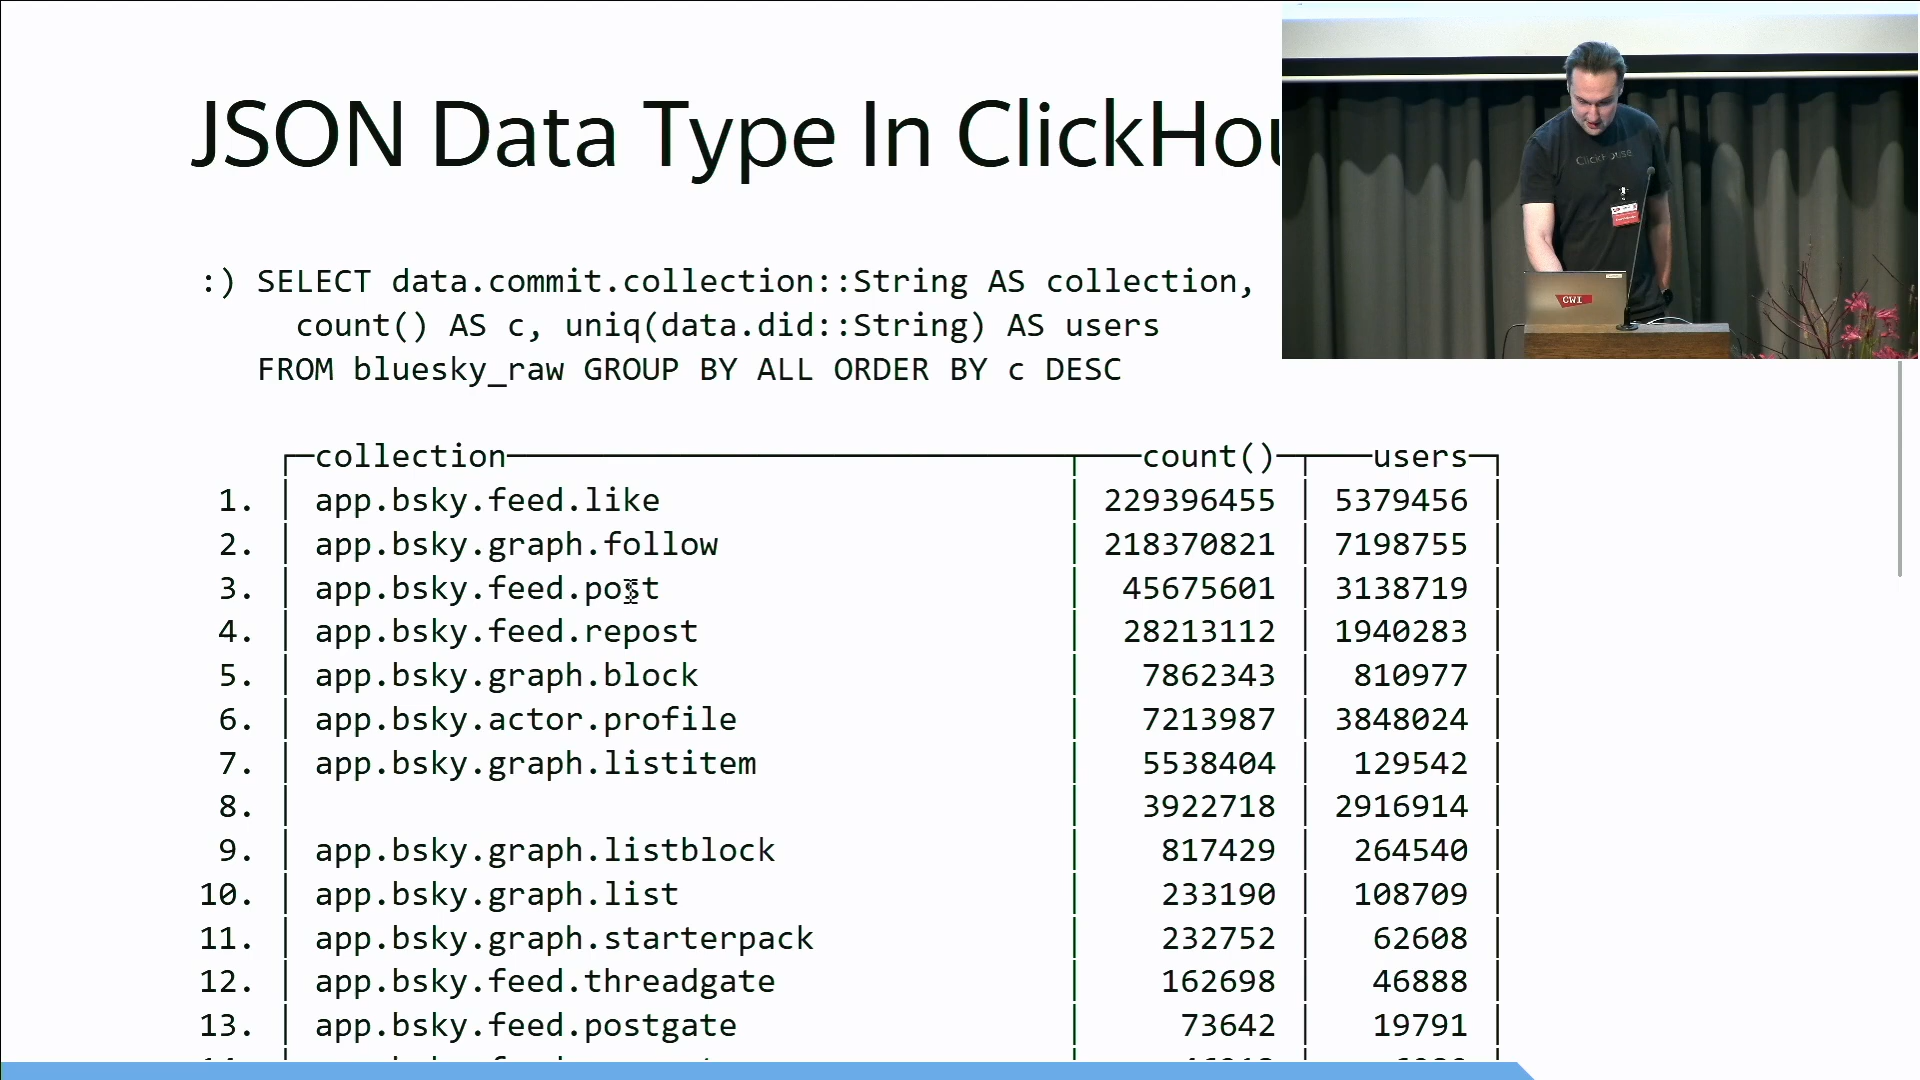 JSON Data Type In ClickHou
ClickHouse
CWI
:) SELECT data.commit.collection::String AS collection,
count() AS c, uniq(data.did::String) AS users
FROM bluesky_raw GROUP BY ALL ORDER BY c DESC
collection count() users
1. app.bsky.feed.like 229396455 5379456
2. app.bsky.graph.follow 218370821 7198755
3. app.bsky.feed.post 45675601 3138719
4. app.bsky.feed.repost 28213112 1940283
5. app.bsky.graph.block 7862343 810977
6. app.bsky.actor.profile 7213987 3848024
7. app.bsky.graph.listitem 5538404 129542
8. 3922718 2916914
9. app.bsky.graph.listblock 817429 264540
10. app.bsky.graph.list 233190 108709
11. app.bsky.graph.starterpack 232752 62608
12. app.bsky.feed.threadgate 162698 46888
13. app.bsky.feed.postgate 73642 19791